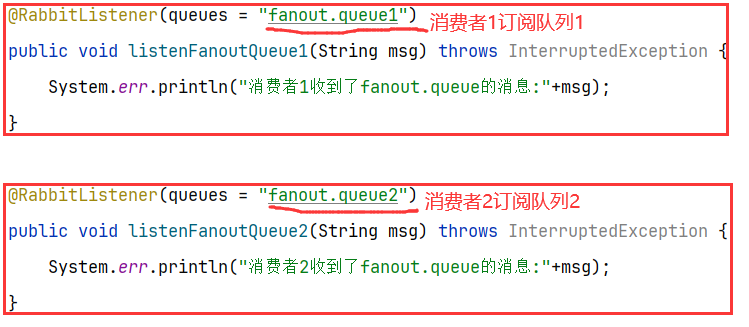 @RabbitListener(queues = "fanout.queue1") 消费者1订阅队列1
public void listenFanoutQueue1(String msg) throws InterruptedException {
System.err.println("消费者1收到了fanout.queue的消息:"+msg);
}
@RabbitListener(queues = "fanout.queue2") 消费者2订阅队列2
public void listenFanoutQueue2(String msg) throws InterruptedException {
System.err.println("消费者2收到了fanout.queue的消息:"+msg);
}